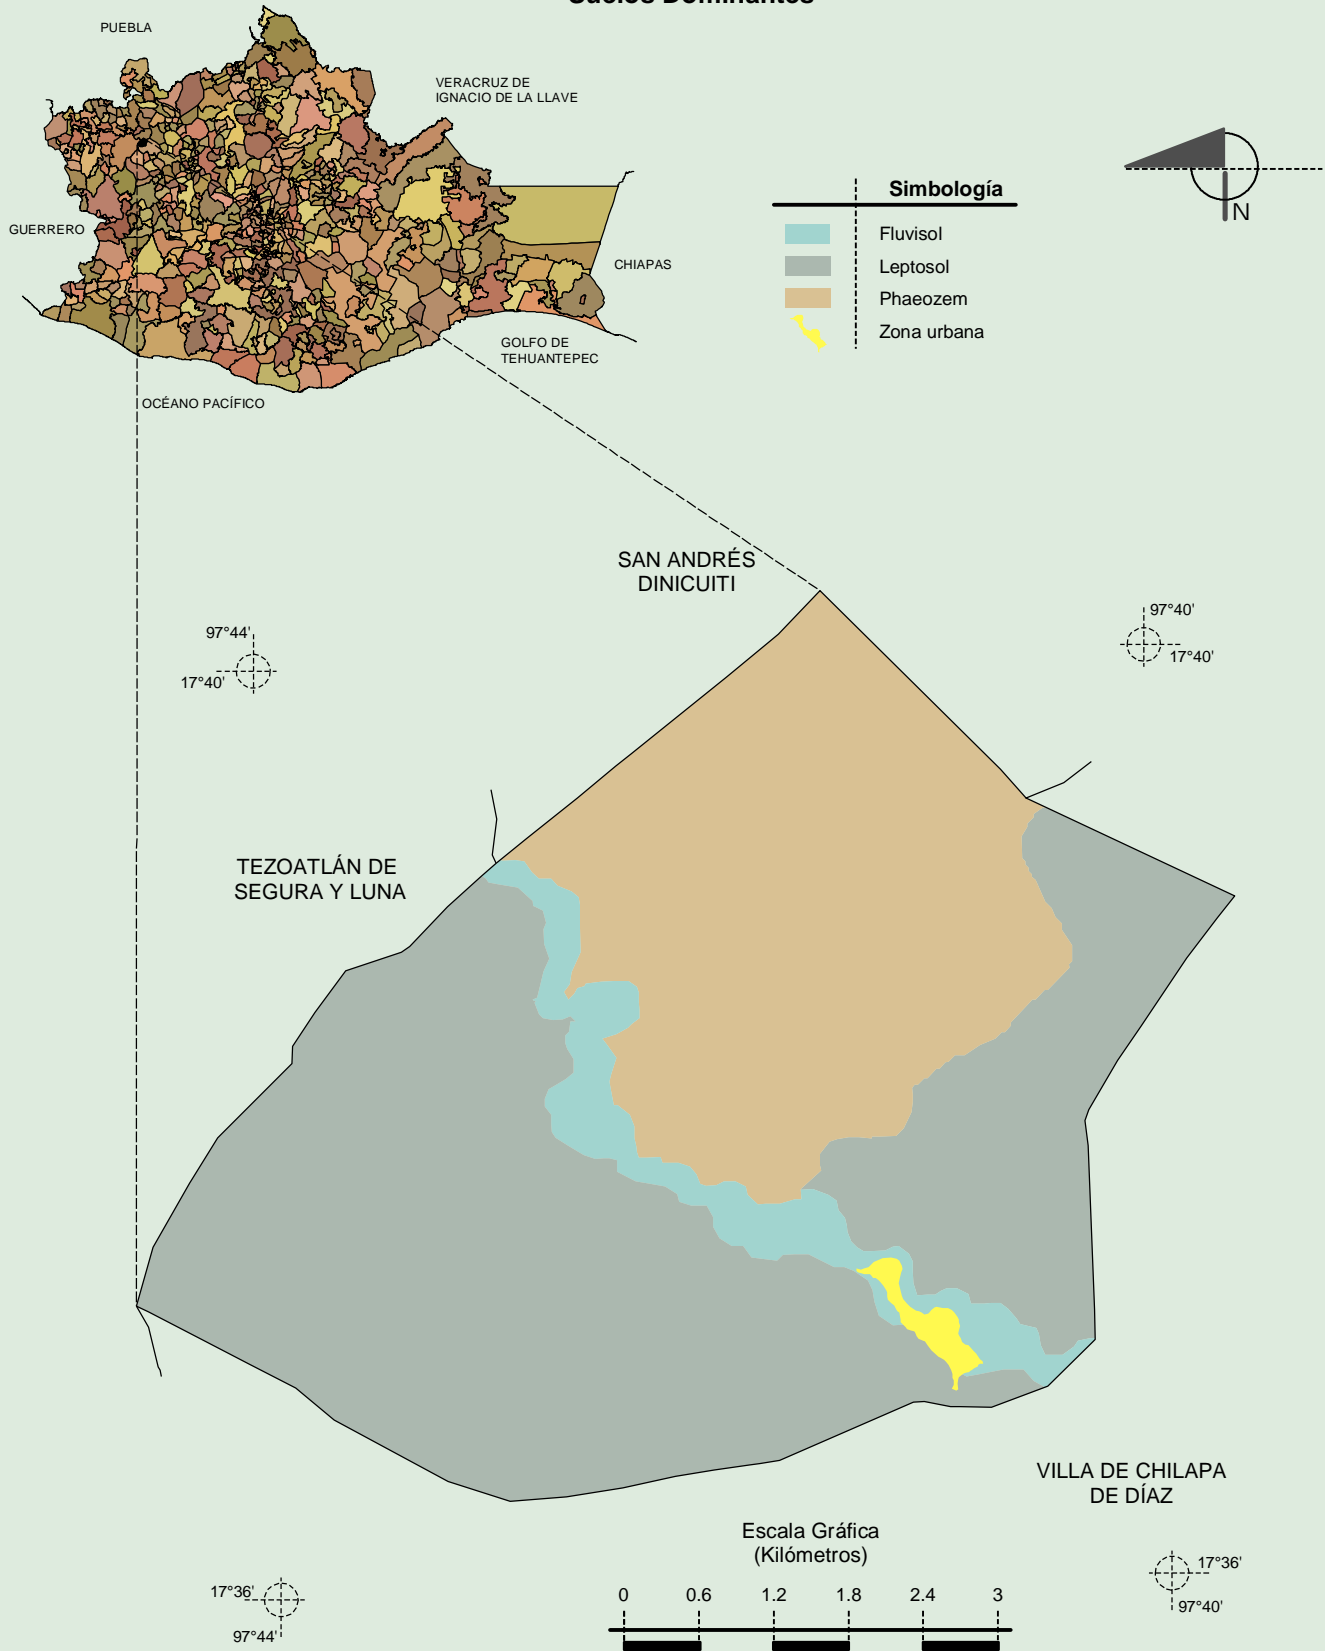 Suelos Dominantes
PUEBLA
VERACRUZ DE
IGNACIO DE LA LLAVE
GUERRERO
CHIAPAS
GOLFO DE
TEHUANTEPEC
OCÉANO PACÍFICO
N
Simbología
Fluvisol
Leptosol
Phaeozem
Zona urbana
SAN ANDRÉS
DINICUITI
97°44'
17°40'
97°40'
17°40'
TEZOATLÁN DE
SEGURA Y LUNA
VILLA DE CHILAPA
DE DÍAZ
Escala Gráfica
(Kilómetros)
0 0.6 1.2 1.8 2.4 3
17°36'
97°44'
17°36'
97°40'